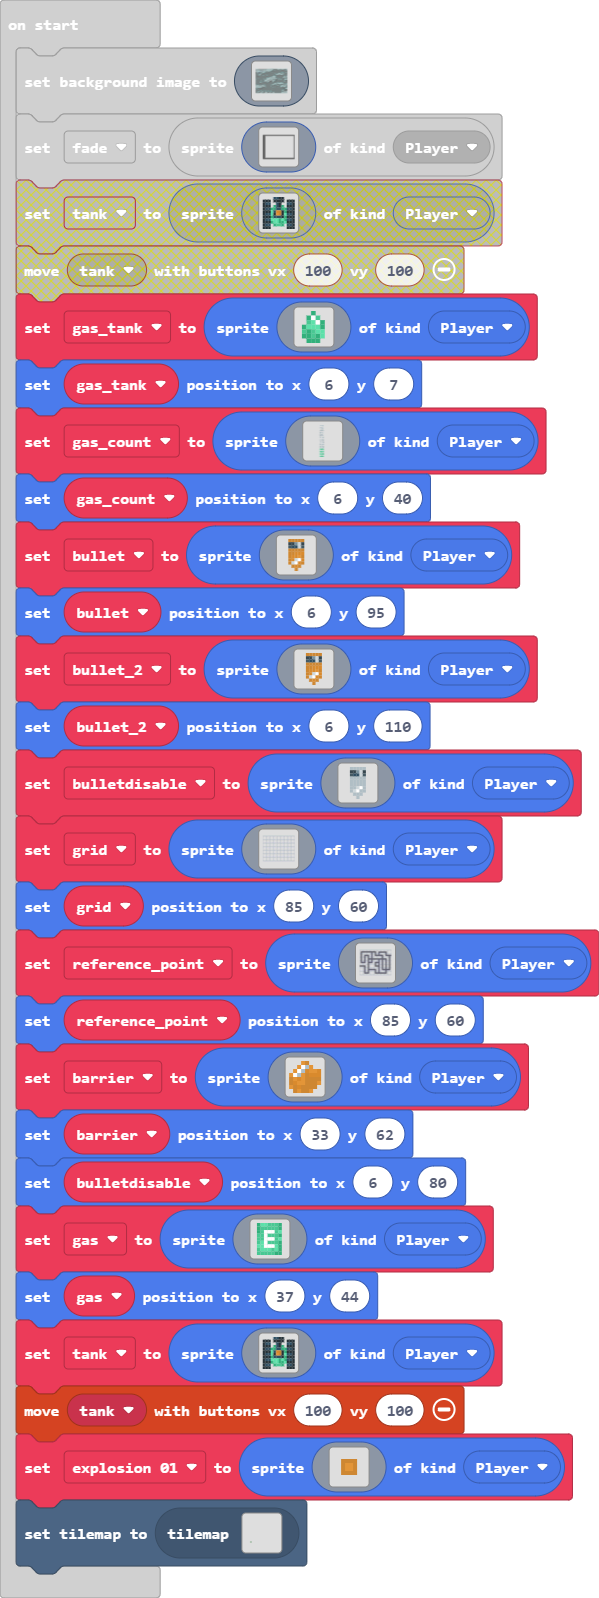 on start
set background image to
set fade to sprite of kind Player
set tank to sprite of kind Player
move tank with buttons vx 100 vy 100
set gas_tank to sprite of kind Player
set gas_tank position to x 6 y 7
set gas_count to sprite of kind Player
set gas_count position to x 6 y 40
set bullet to sprite of kind Player
set bullet position to x 6 y 95
set bullet_2 to sprite of kind Player
set bullet_2 position to x 6 y 110
set bulletdisable to sprite of kind Player
set grid to sprite of kind Player
set grid position to x 85 y 60
set reference_point to sprite of kind Player
set reference_point position to x 85 y 60
set barrier to sprite of kind Player
set barrier position to x 33 y 62
set bulletdisable position to x 6 y 80
set gas to sprite E of kind Player
set gas position to x 37 y 44
set tank to sprite of kind Player
move tank with buttons vx 100 vy 100
set explosion 01 to sprite of kind Player
set tilemap to tilemap